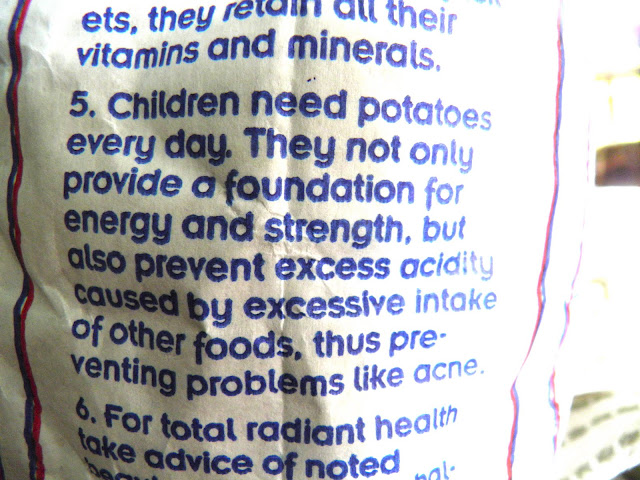 ets, they retain all their
vitamins and minerals.
5. Children need potatoes
every day. They not only
provide a foundation for
energy and strength, but
also prevent excess acidity
caused by excessive intake
of other foods, thus pre-
venting problems like acne.
6. For total radiant health
take advice of noted